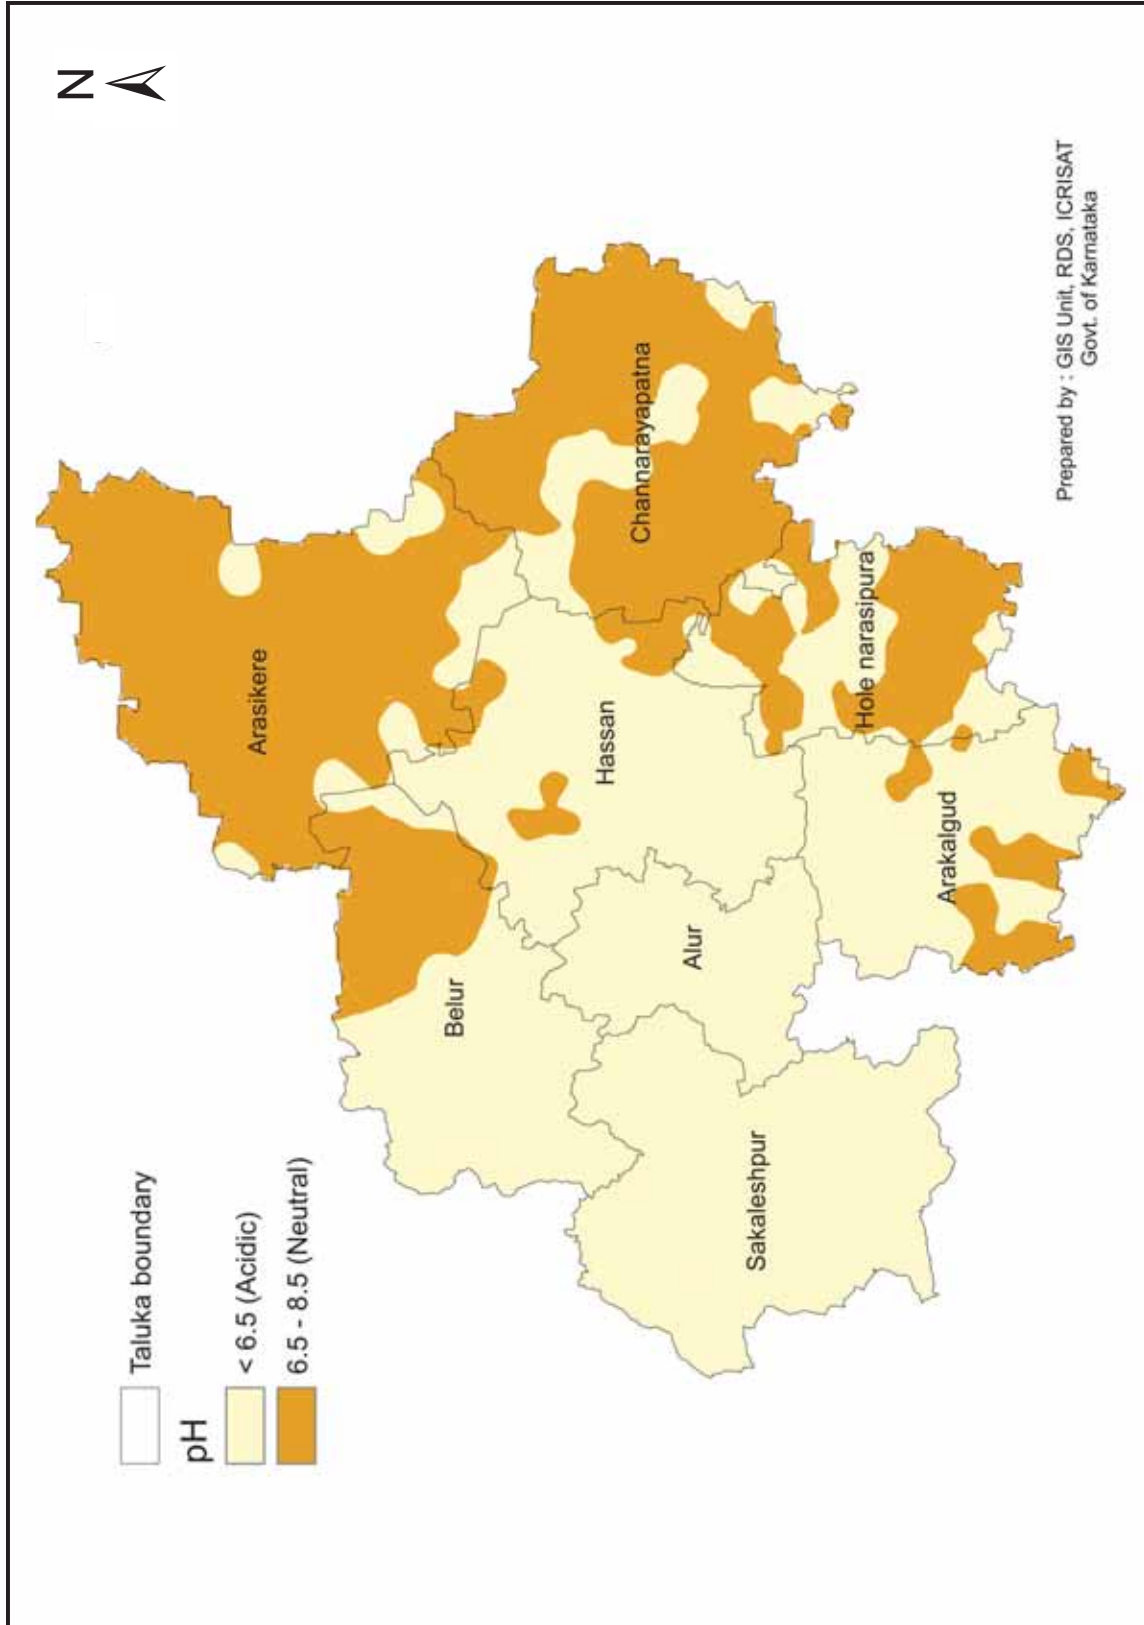 N
Taluka boundary
pH
< 6.5 (Acidic)
6.5 - 8.5 (Neutral)
Arasikere
Belur
Hassan
Channarayapatna
Alur
Sakaleshpur
Hole narasipura
Arakalgud
Prepared by : GIS Unit, RDS, ICRISAT
Govt. of Karnataka